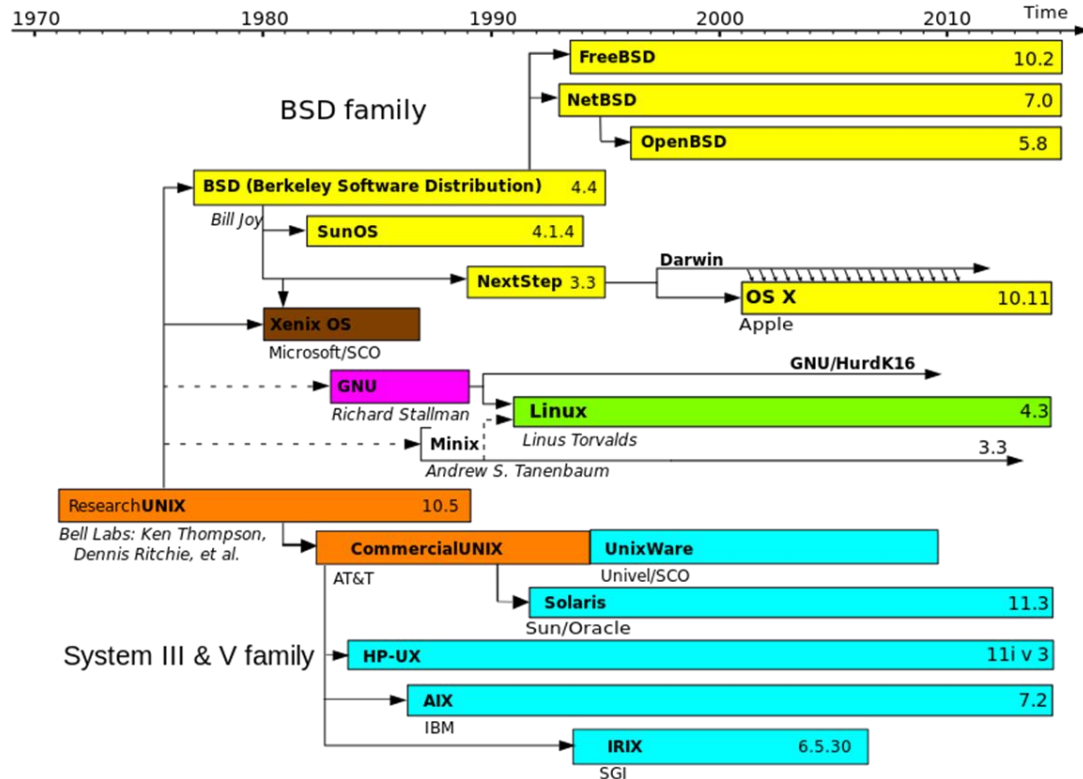 1970 1980 1990 2000 2010 Time
FreeBSD 10.2
BSD family
NetBSD 7.0
OpenBSD 5.8
BSD (Berkeley Software Distribution) 4.4
Bill Joy
SunOS 4.1.4
Darwin
NextStep 3.3
OS X 10.11
Apple
Xenix OS
Microsoft/SCO
GNU/HurdK16
GNU
Richard Stallman
Linux 4.3
Linus Torvalds
Minix 3.3
Andrew S. Tanenbaum
ResearchUNIX 10.5
Bell Labs: Ken Thompson,
Dennis Ritchie, et al.
CommercialUNIX
AT&T
UnixWare
Univel/SCO
Solaris 11.3
Sun/Oracle
System III & V family
HP-UX 11i v 3
AIX 7.2
IBM
IRIX 6.5.30
SGI